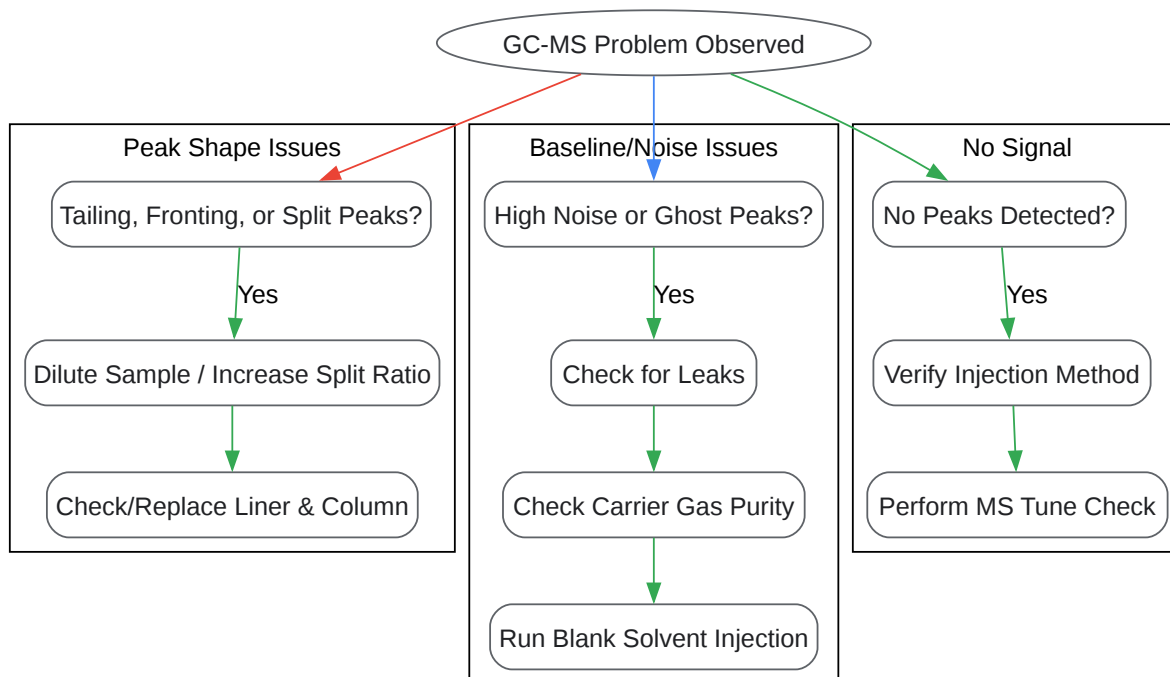 GC-MS Problem Observed
Peak Shape Issues
Tailing, Fronting, or Split Peaks?
Yes
Dilute Sample / Increase Split Ratio
Check/Replace Liner & Column
Baseline/Noise Issues
High Noise or Ghost Peaks?
Yes
Check for Leaks
Check Carrier Gas Purity
Run Blank Solvent Injection
No Signal
No Peaks Detected?
Yes
Verify Injection Method
Perform MS Tune Check